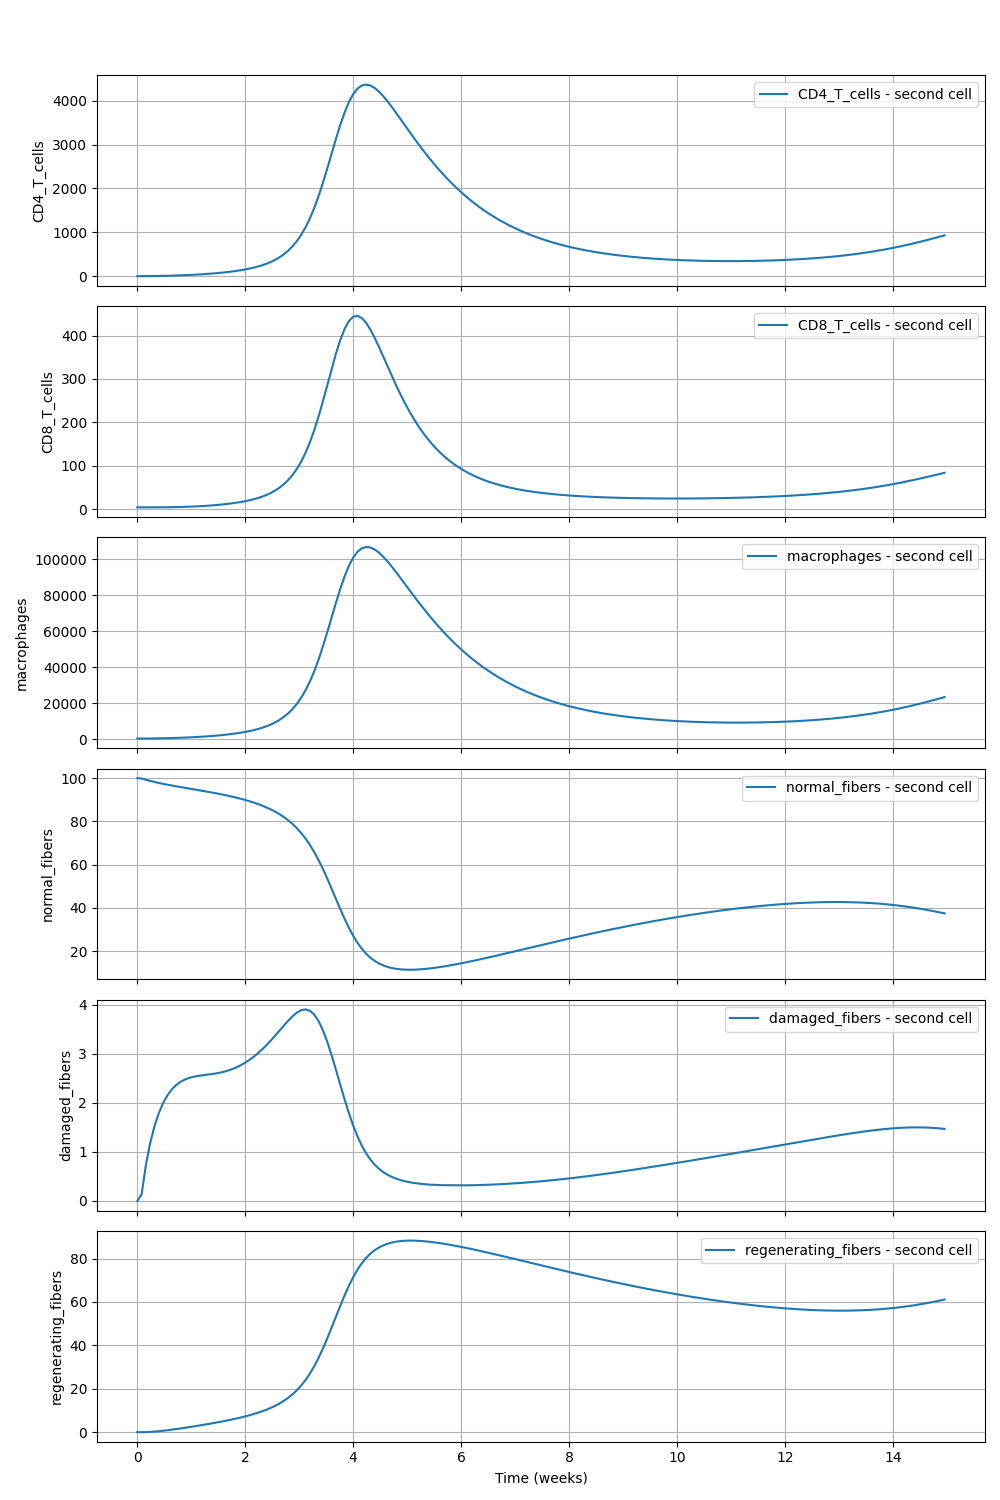 CD4_T_cells - second cell
4000
3000
2000
1000
0
CD4_T_cells
CD8_T_cells - second cell
400
300
200
100
0
CD8_T_cells
macrophages - second cell
100000
80000
60000
40000
20000
0
macrophages
normal_fibers - second cell
100
80
60
40
20
normal_fibers
damaged_fibers - second cell
4
3
2
1
0
damaged_fibers
regenerating_fibers - second cell
80
60
40
20
0
regenerating_fibers
0 2 4 6 8 10 12 14
Time (weeks)